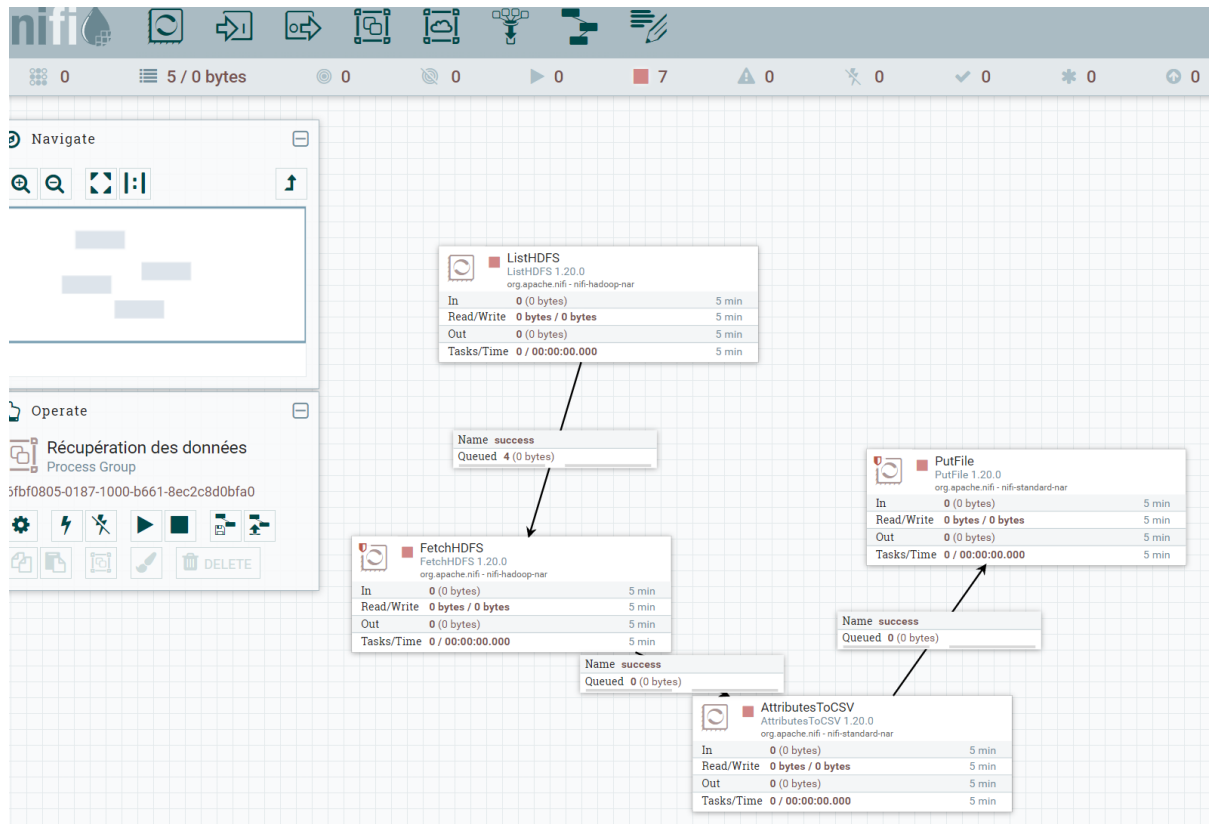 nifi
0
5 / 0 bytes
0
0
0
7
0
0
0
0
0
Navigate
Operate
Récupération des données
Process Group
6fbf0805-0187-1000-b661-8ec2c8d0bfa0
DELETE
ListHDFS
ListHDFS 1.20.0
org.apache.nifi - nifi-hadoop-nar
In 0 (0 bytes) 5 min
Read/Write 0 bytes / 0 bytes 5 min
Out 0 (0 bytes) 5 min
Tasks/Time 0 / 00:00:00.000 5 min
Name success
Queued 4 (0 bytes)
FetchHDFS
FetchHDFS 1.20.0
org.apache.nifi - nifi-hadoop-nar
In 0 (0 bytes) 5 min
Read/Write 0 bytes / 0 bytes 5 min
Out 0 (0 bytes) 5 min
Tasks/Time 0 / 00:00:00.000 5 min
Name success
Queued 0 (0 bytes)
AttributesToCSV
AttributesToCSV 1.20.0
org.apache.nifi - nifi-standard-nar
In 0 (0 bytes) 5 min
Read/Write 0 bytes / 0 bytes 5 min
Out 0 (0 bytes) 5 min
Tasks/Time 0 / 00:00:00.000 5 min
Name success
Queued 0 (0 bytes)
PutFile
PutFile 1.20.0
org.apache.nifi - nifi-standard-nar
In 0 (0 bytes) 5 min
Read/Write 0 bytes / 0 bytes 5 min
Out 0 (0 bytes) 5 min
Tasks/Time 0 / 00:00:00.000 5 min